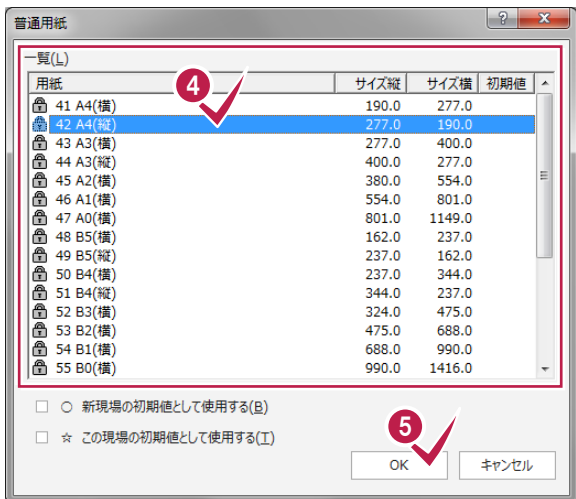 普通用紙
?
一覧(L)
用紙 サイズ縦 サイズ横 初期値
4
41 A4(横) 190.0 277.0
42 A4(縦) 277.0 190.0
43 A3(横) 277.0 400.0
44 A3(縦) 400.0 277.0
45 A2(横) 380.0 554.0
46 A1(横) 554.0 801.0
47 A0(横) 801.0 1149.0
48 B5(横) 162.0 237.0
49 B5(縦) 237.0 162.0
50 B4(横) 237.0 344.0
51 B4(縦) 344.0 237.0
52 B3(横) 324.0 475.0
53 B2(横) 475.0 688.0
54 B1(横) 688.0 990.0
55 B0(横) 990.0 1416.0
○ 新現場の初期値として使用する(B)
☆ この現場の初期値として使用する(T)
5
OK キャンセル